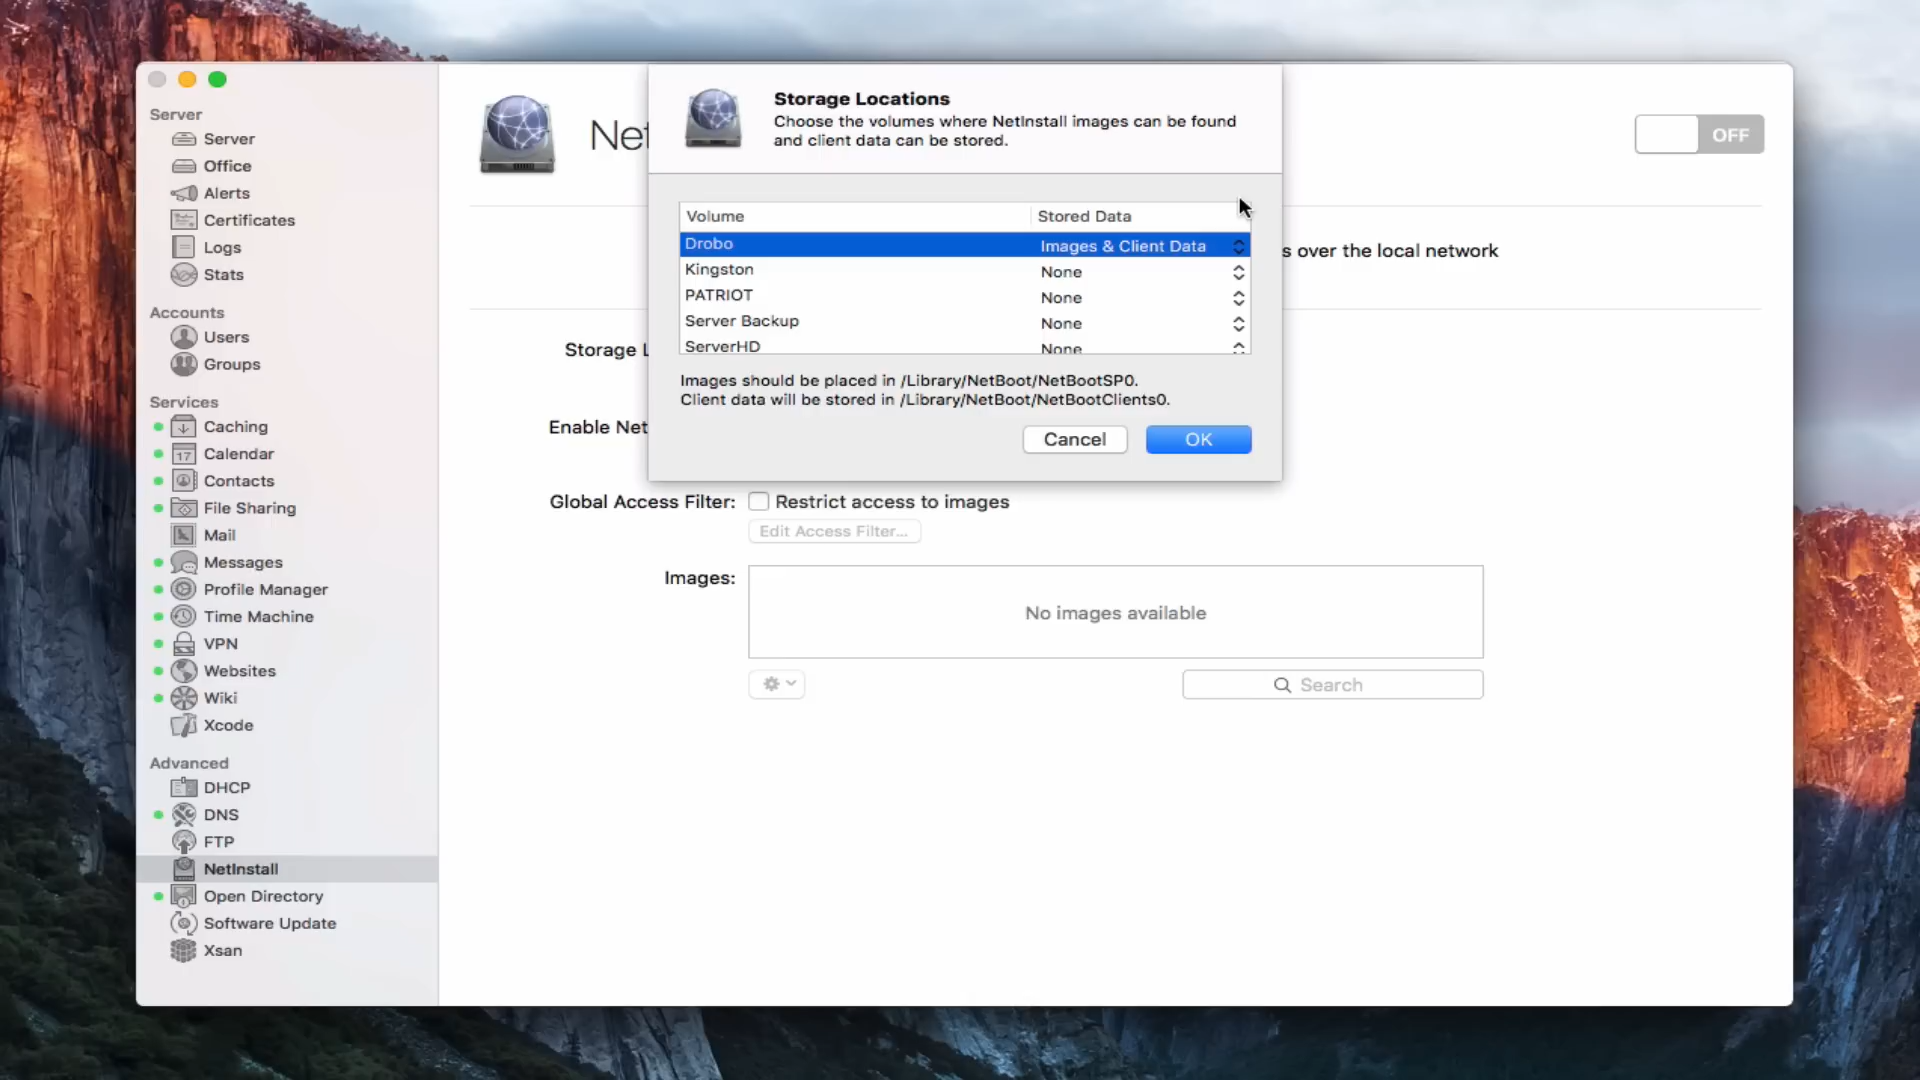 Server
Server
Office
Alerts
Certificates
Logs
Stats
Accounts
Users
Groups
Services
Caching
17
Calendar
Contacts
File Sharing
Mail
Messages
Profile Manager
Time Machine
VPN
Websites
Wiki
Xcode
Advanced
DHCP
DNS
FTP
NetInstall
Open Directory
Software Update
Xsan
Net
OFF
Storage Locations
Choose the volumes where NetInstall images can be found
and client data can be stored.
Volume Stored Data
Drobo Images & Client Data
Kingston None
PATRIOT None
Server Backup None
ServerHD None
Images should be placed in /Library/NetBoot/NetBootSP0.
Client data will be stored in /Library/NetBoot/NetBootClients0.
Cancel OK
s over the local network
Storage L
Enable Net
Global Access Filter: Restrict access to images
Edit Access Filter...
Images:
No images available
Search